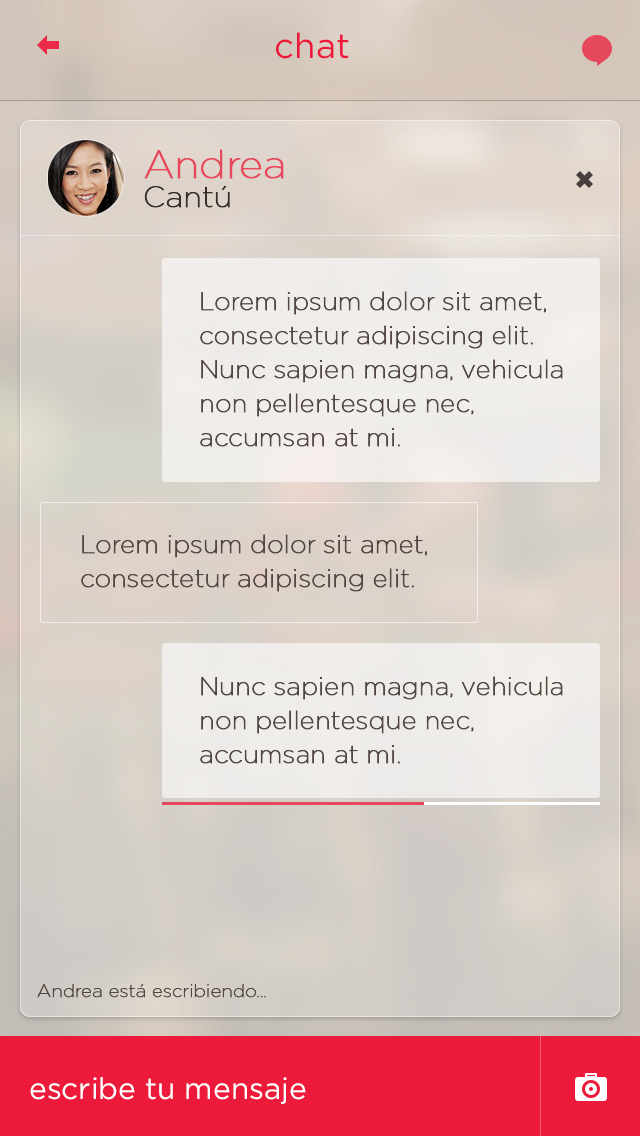 chat
Andrea
Cantú
Lorem ipsum dolor sit amet,
consectetur adipiscing elit.
Nunc sapien magna, vehicula
non pellentesque nec,
accumsan at mi.
Lorem ipsum dolor sit amet,
consectetur adipiscing elit.
Nunc sapien magna, vehicula
non pellentesque nec,
accumsan at mi.
Andrea está escribiendo...
escribe tu mensaje